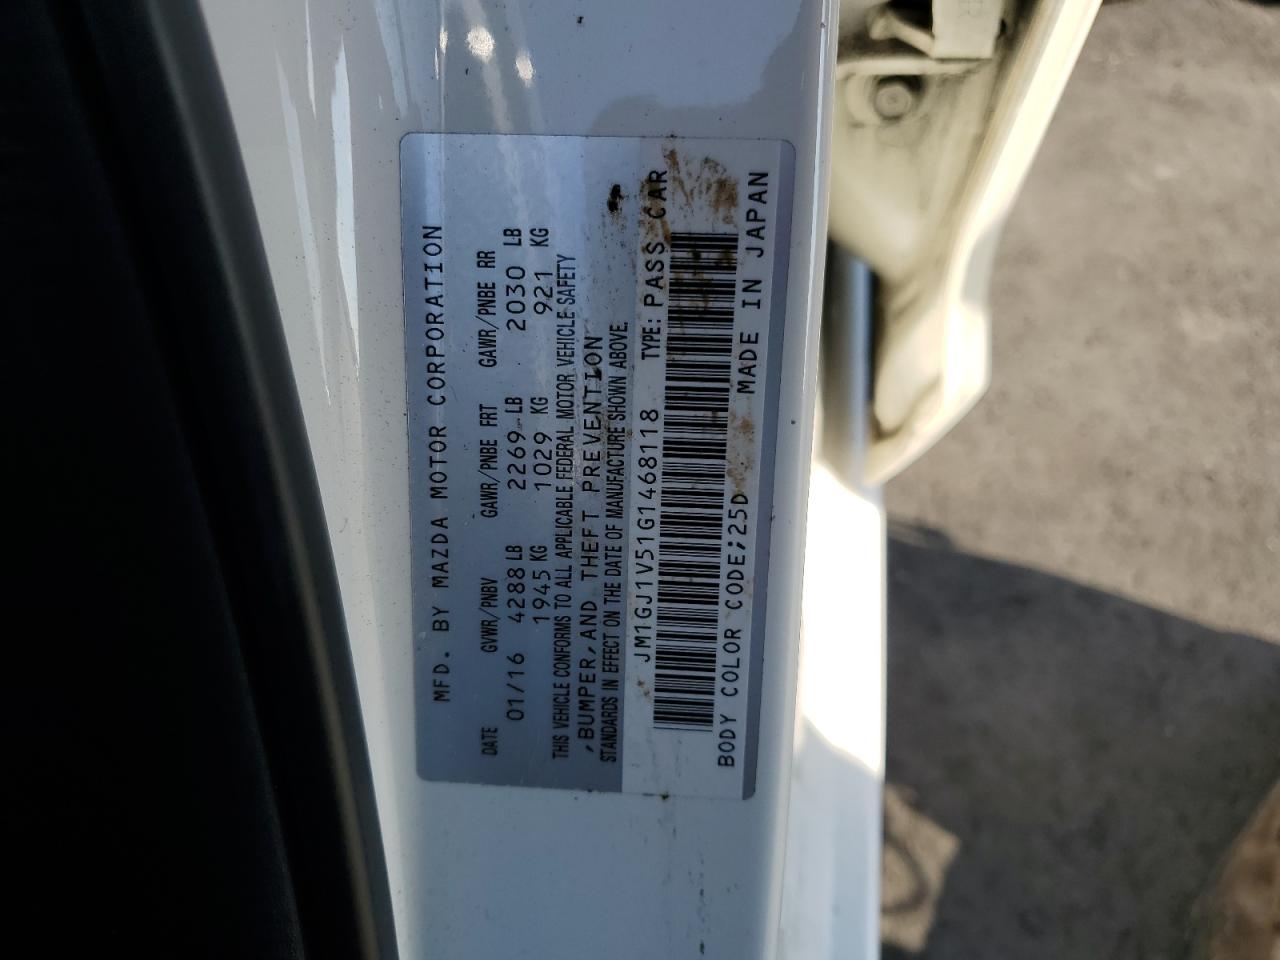 MFD. BY MAZDA MOTOR CORPORATION
DATE GVWR/PNBV GAWR/PNBE FRT GAWR/PNBE RR
01/16 4288 LB 2269 LB 2030 LB
1945 KG 1029 KG 921 KG
THIS VEHICLE CONFORMS TO ALL APPLICABLE FEDERAL MOTOR VEHICLE SAFETY
,BUMPER,AND THEFT PREVENTION
STANDARDS IN EFFECT ON THE DATE OF MANUFACTURE SHOWN ABOVE.
JM1GJ1V51G1468118 TYPE: PASS CAR
BODY COLOR CODE;25D MADE IN JAPAN